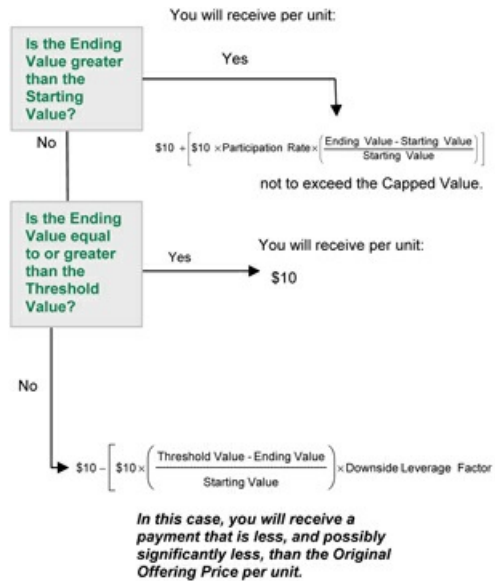 You will receive per unit:
Is the Ending
Value greater
than the
Starting
Value?
Yes
No
$10 + [ $10 × Participation Rate × ( Ending Value - Starting Value / Starting Value ) ]
not to exceed the Capped Value.
Is the Ending
Value equal
to or greater
than the
Threshold
Value?
Yes
You will receive per unit:
$10
No
$10 – [ $10 × ( Threshold Value - Ending Value / Starting Value ) × Downside Leverage Factor
In this case, you will receive a
payment that is less, and possibly
significantly less, than the Original
Offering Price per unit.